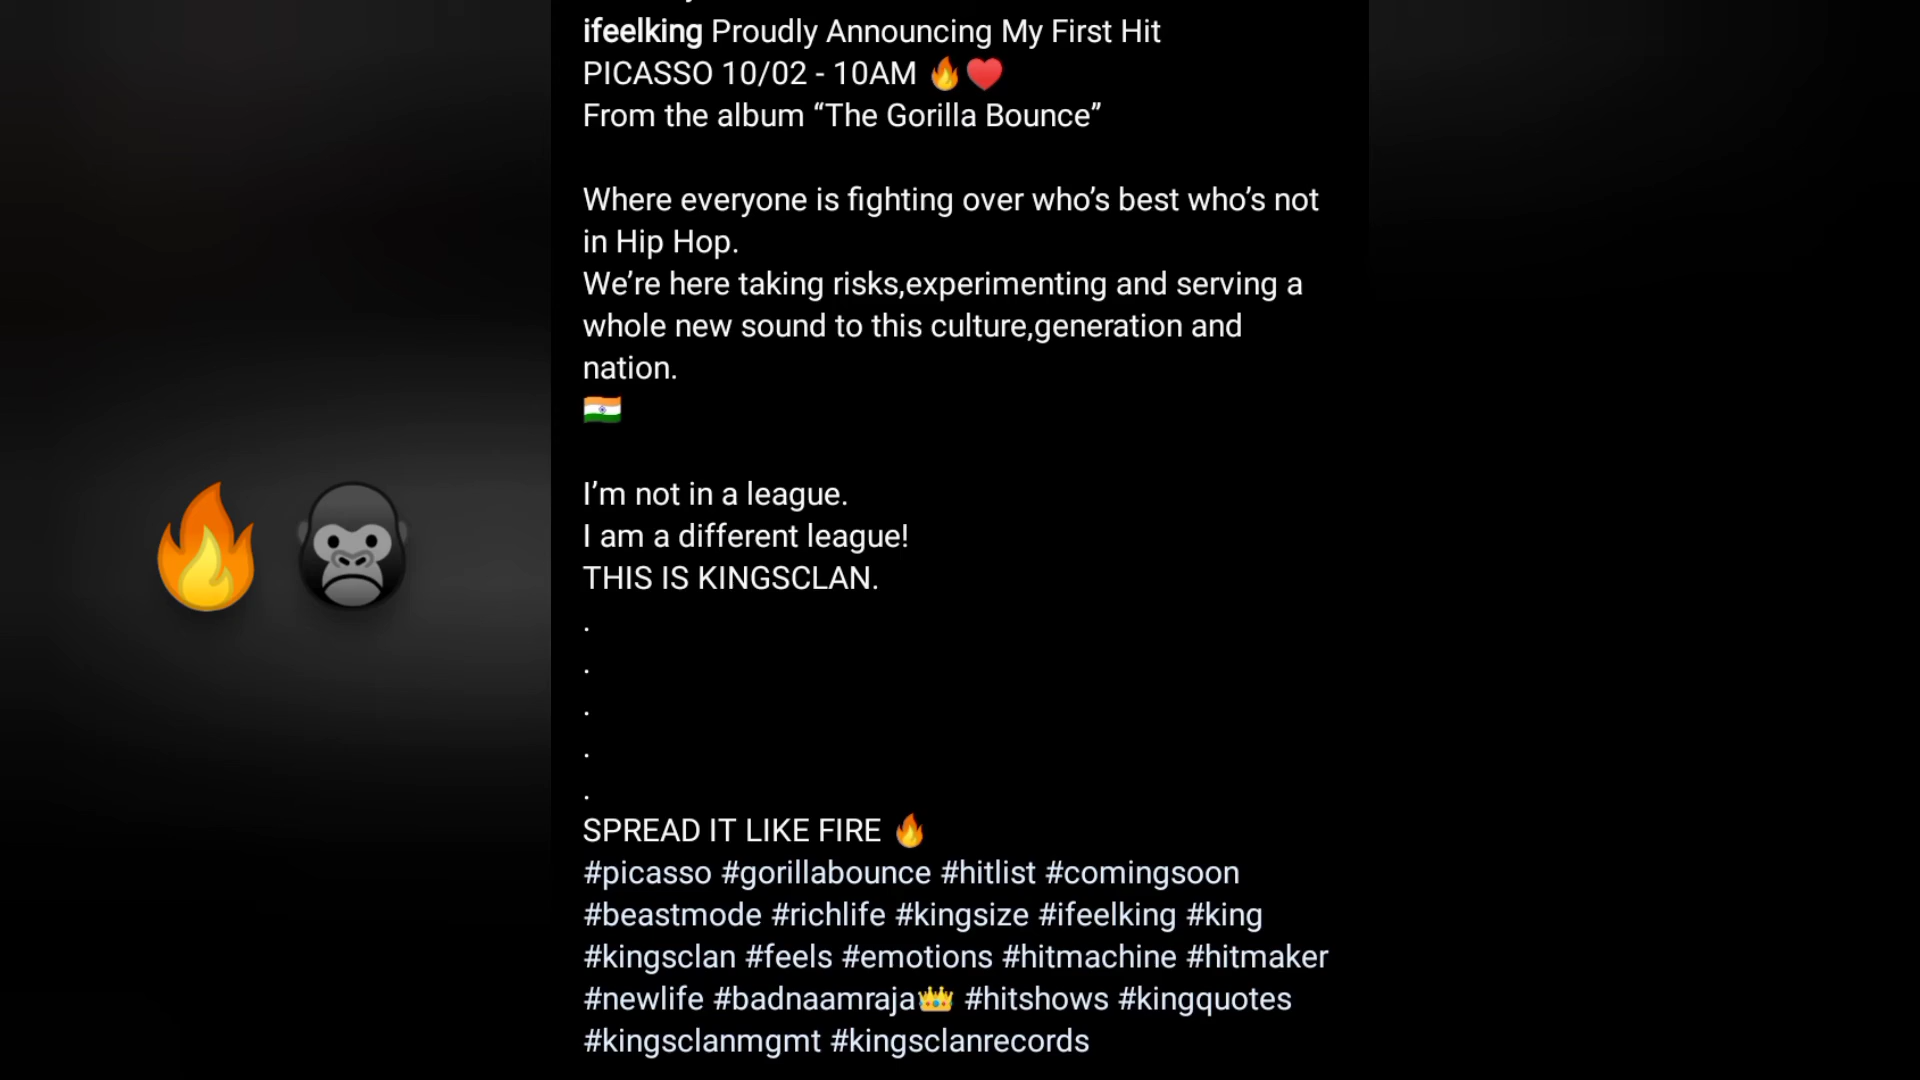 ifeelking Proudly Announcing My First Hit
PICASSO 10/02 - 10AM 🔥♥️
From the album “The Gorilla Bounce”
Where everyone is fighting over who’s best who’s not
in Hip Hop.
We’re here taking risks,experimenting and serving a
whole new sound to this culture,generation and
nation.
🇮🇳
I’m not in a league.
I am a different league!
THIS IS KINGSCLAN.
.
.
.
.
.
SPREAD IT LIKE FIRE 🔥
#picasso #gorillabounce #hitlist #comingsoon
#beastmode #richlife #kingsize #ifeelking #king
#kingsclan #feels #emotions #hitmachine #hitmaker
#newlife #badnaamraja👑 #hitshows #kingquotes
#kingsclanmgmt #kingsclanrecords